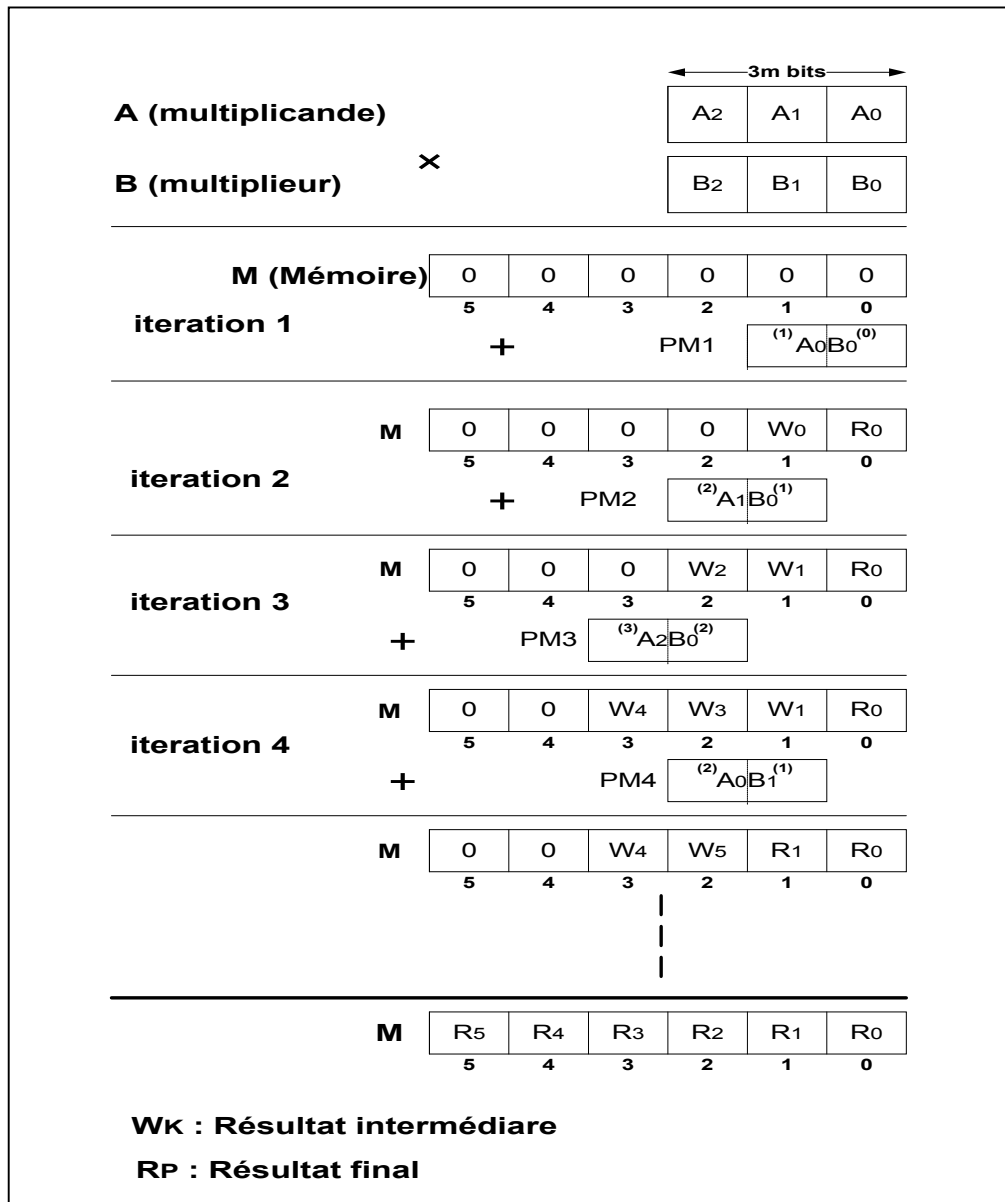 3m bits
A (multiplicande) A2 A1 A0
×
B (multiplieur) B2 B1 B0
M (Mémoire) 0 0 0 0 0 0
5 4 3 2 1 0
iteration 1
+ PM1 (1)A0B0(0)
M 0 0 0 0 W0 R0
5 4 3 2 1 0
iteration 2
+ PM2 (2)A1B0(1)
M 0 0 0 W2 W1 R0
5 4 3 2 1 0
iteration 3
+ PM3 (3)A2B0(2)
M 0 0 W4 W3 W1 R0
5 4 3 2 1 0
iteration 4
+ PM4 (2)A0B1(1)
M 0 0 W4 W5 R1 R0
5 4 3 2 1 0
M R5 R4 R3 R2 R1 R0
5 4 3 2 1 0
WK : Résultat intermédiare
RP : Résultat final